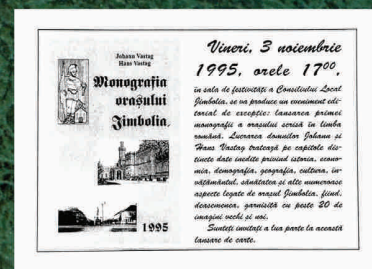 Johann Vastag
Hans Vastag
Monografia
orașului
Jimbolia
1995
Vineri, 3 noiembrie
1995, orele 17⁰⁰,
în sala de festivități a Consiliului Local
Jimbolia, se va produce un eveniment edi-
torial de excepție: lansarea primei
monografii a orașului scrisă în limba
română. Lucrarea domnilor Johann și
Hans Vastag tratează pe capitole dis-
tincte date inedite privind istoria, econo-
mia, demografia, geografia, cultura, în-
vățământul, sănătatea și alte numeroase
aspecte legate de orașul Jimbolia, fiind,
deasemenea, garnisită cu peste 20 de
imagini vechi și noi.
Sunteți invitați a lua parte la această
lansare de carte.